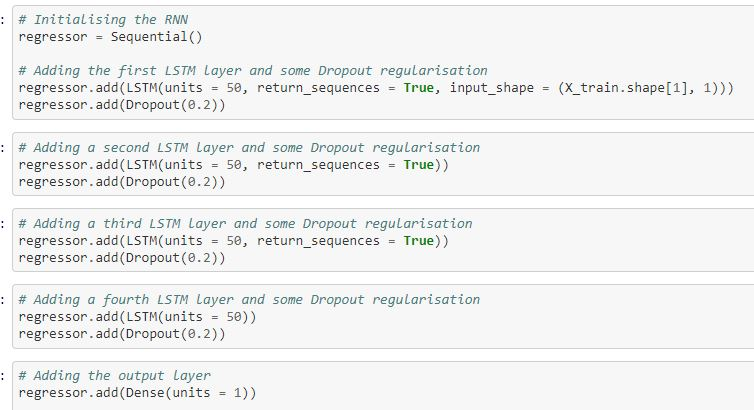 : # Initialising the RNN
regressor = Sequential()
# Adding the first LSTM layer and some Dropout regularisation
regressor.add(LSTM(units = 50, return_sequences = True, input_shape = (X_train.shape[1], 1)))
regressor.add(Dropout(0.2))
: # Adding a second LSTM layer and some Dropout regularisation
regressor.add(LSTM(units = 50, return_sequences = True))
regressor.add(Dropout(0.2))
: # Adding a third LSTM layer and some Dropout regularisation
regressor.add(LSTM(units = 50, return_sequences = True))
regressor.add(Dropout(0.2))
: # Adding a fourth LSTM layer and some Dropout regularisation
regressor.add(LSTM(units = 50))
regressor.add(Dropout(0.2))
: # Adding the output layer
regressor.add(Dense(units = 1))